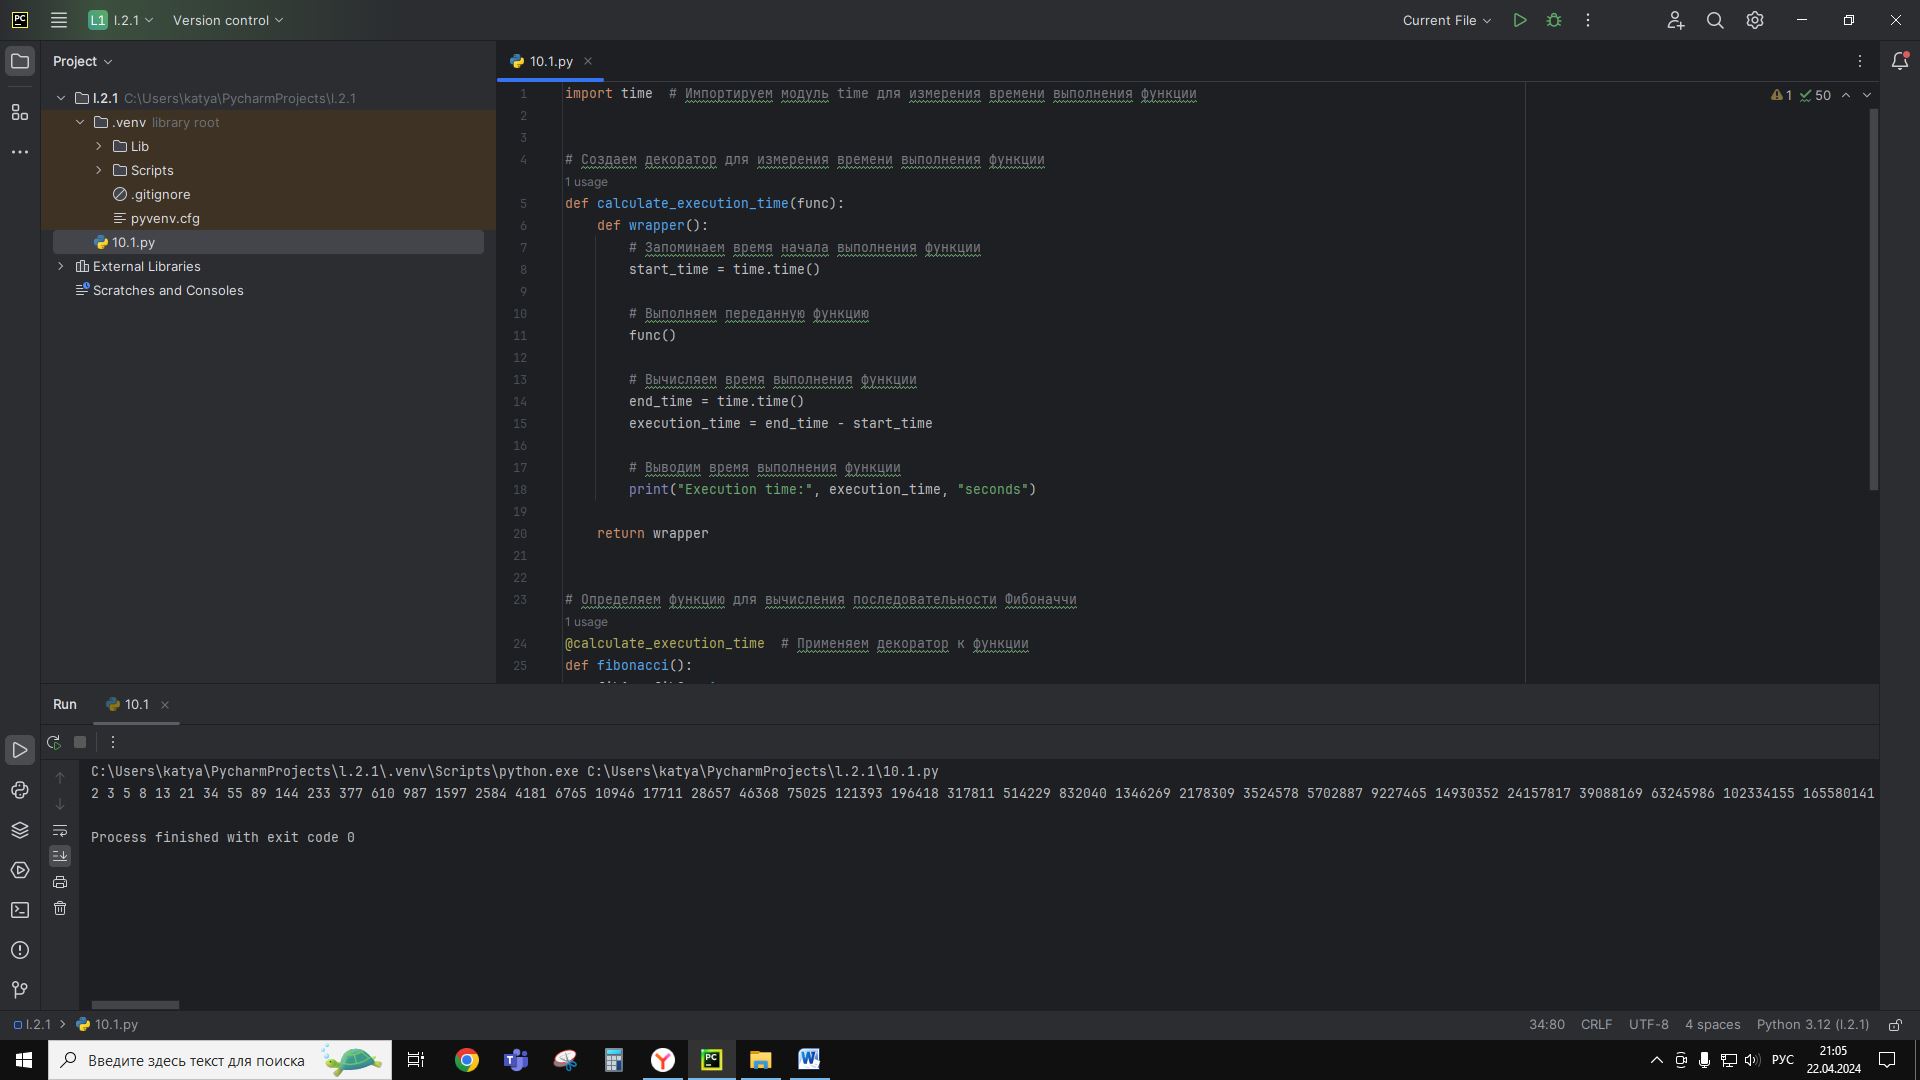 PC L1 l.2.1 Version control Current File
Project
10.1.py
l.2.1 C:\Users\katya\PycharmProjects\l.2.1
.venv library root
Lib
Scripts
.gitignore
pyvenv.cfg
10.1.py
External Libraries
Scratches and Consoles
1 50
1 import time # Импортируем модуль time для измерения времени выполнения функции
2
3
4 # Создаем декоратор для измерения времени выполнения функции
1 usage
5 def calculate_execution_time(func):
6 def wrapper():
7 # Запоминаем время начала выполнения функции
8 start_time = time.time()
9
10 # Выполняем переданную функцию
11 func()
12
13 # Вычисляем время выполнения функции
14 end_time = time.time()
15 execution_time = end_time - start_time
16
17 # Выводим время выполнения функции
18 print("Execution time:", execution_time, "seconds")
19
20 return wrapper
21
22
23 # Определяем функцию для вычисления последовательности Фибоначчи
1 usage
24 @calculate_execution_time # Применяем декоратор к функции
25 def fibonacci():
Run 10.1
C:\Users\katya\PycharmProjects\l.2.1\.venv\Scripts\python.exe C:\Users\katya\PycharmProjects\l.2.1\10.1.py
2 3 5 8 13 21 34 55 89 144 233 377 610 987 1597 2584 4181 6765 10946 17711 28657 46368 75025 121393 196418 317811 514229 832040 1346269 2178309 3524578 5702887 9227465 14930352 24157817 39088169 63245986 102334155 165580141
Process finished with exit code 0
l.2.1 10.1.py 34:80 CRLF UTF-8 4 spaces Python 3.12 (l.2.1)
Введите здесь текст для поиска
РУС
21:05
22.04.2024